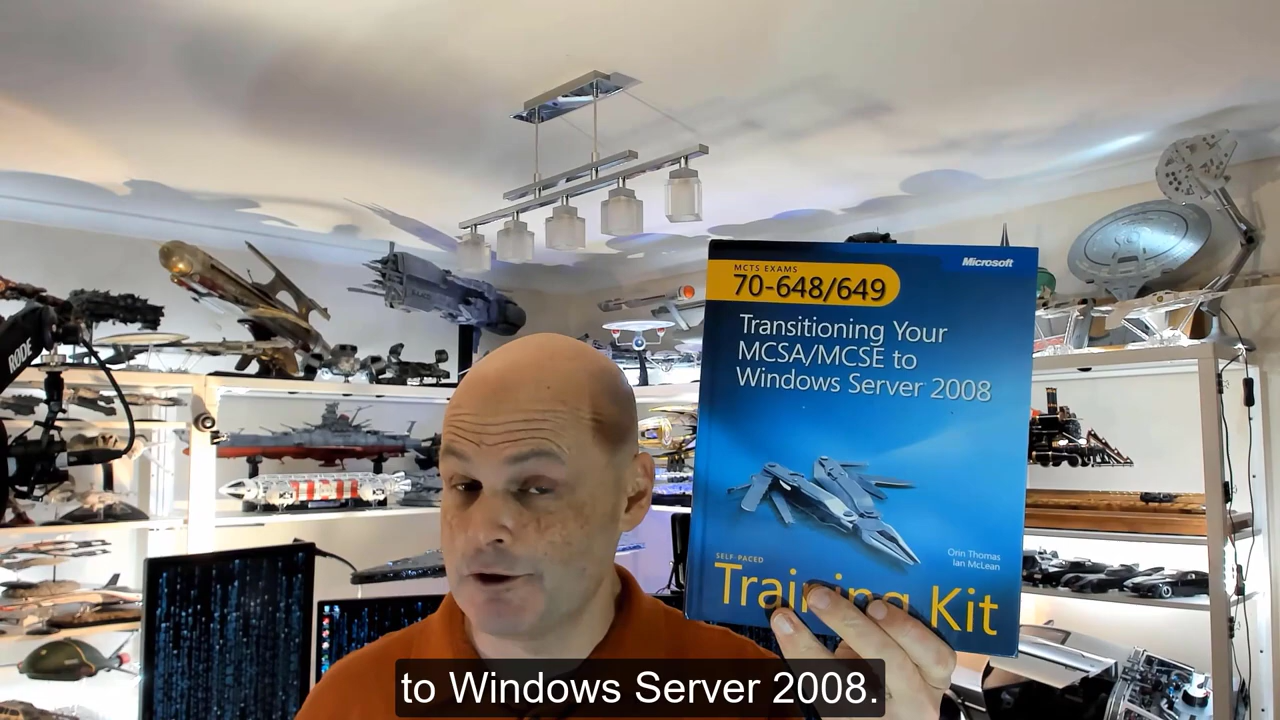 RØDE
Microsoft
MCTS EXAMS
70-648/649
Transitioning Your
MCSA/MCSE to
Windows Server 2008
Orin Thomas
Ian McLean
SELF-PACED
Training Kit
to Windows Server 2008.